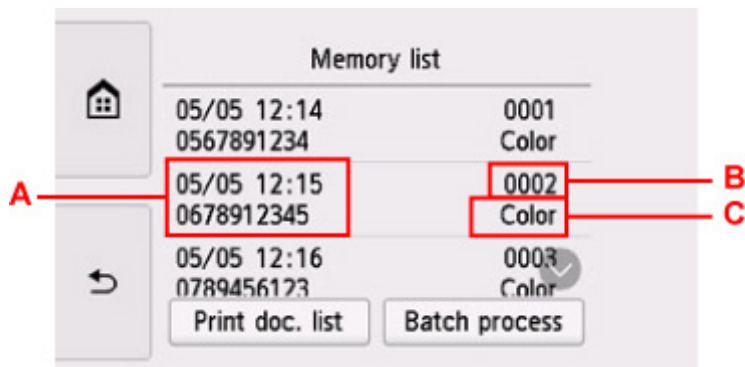 Memory list
05/05 12:14 0001
0567891234 Color
A 05/05 12:15 0002 B
0678912345 Color C
05/05 12:16 0003
0789456123 Color
Print doc. list Batch process